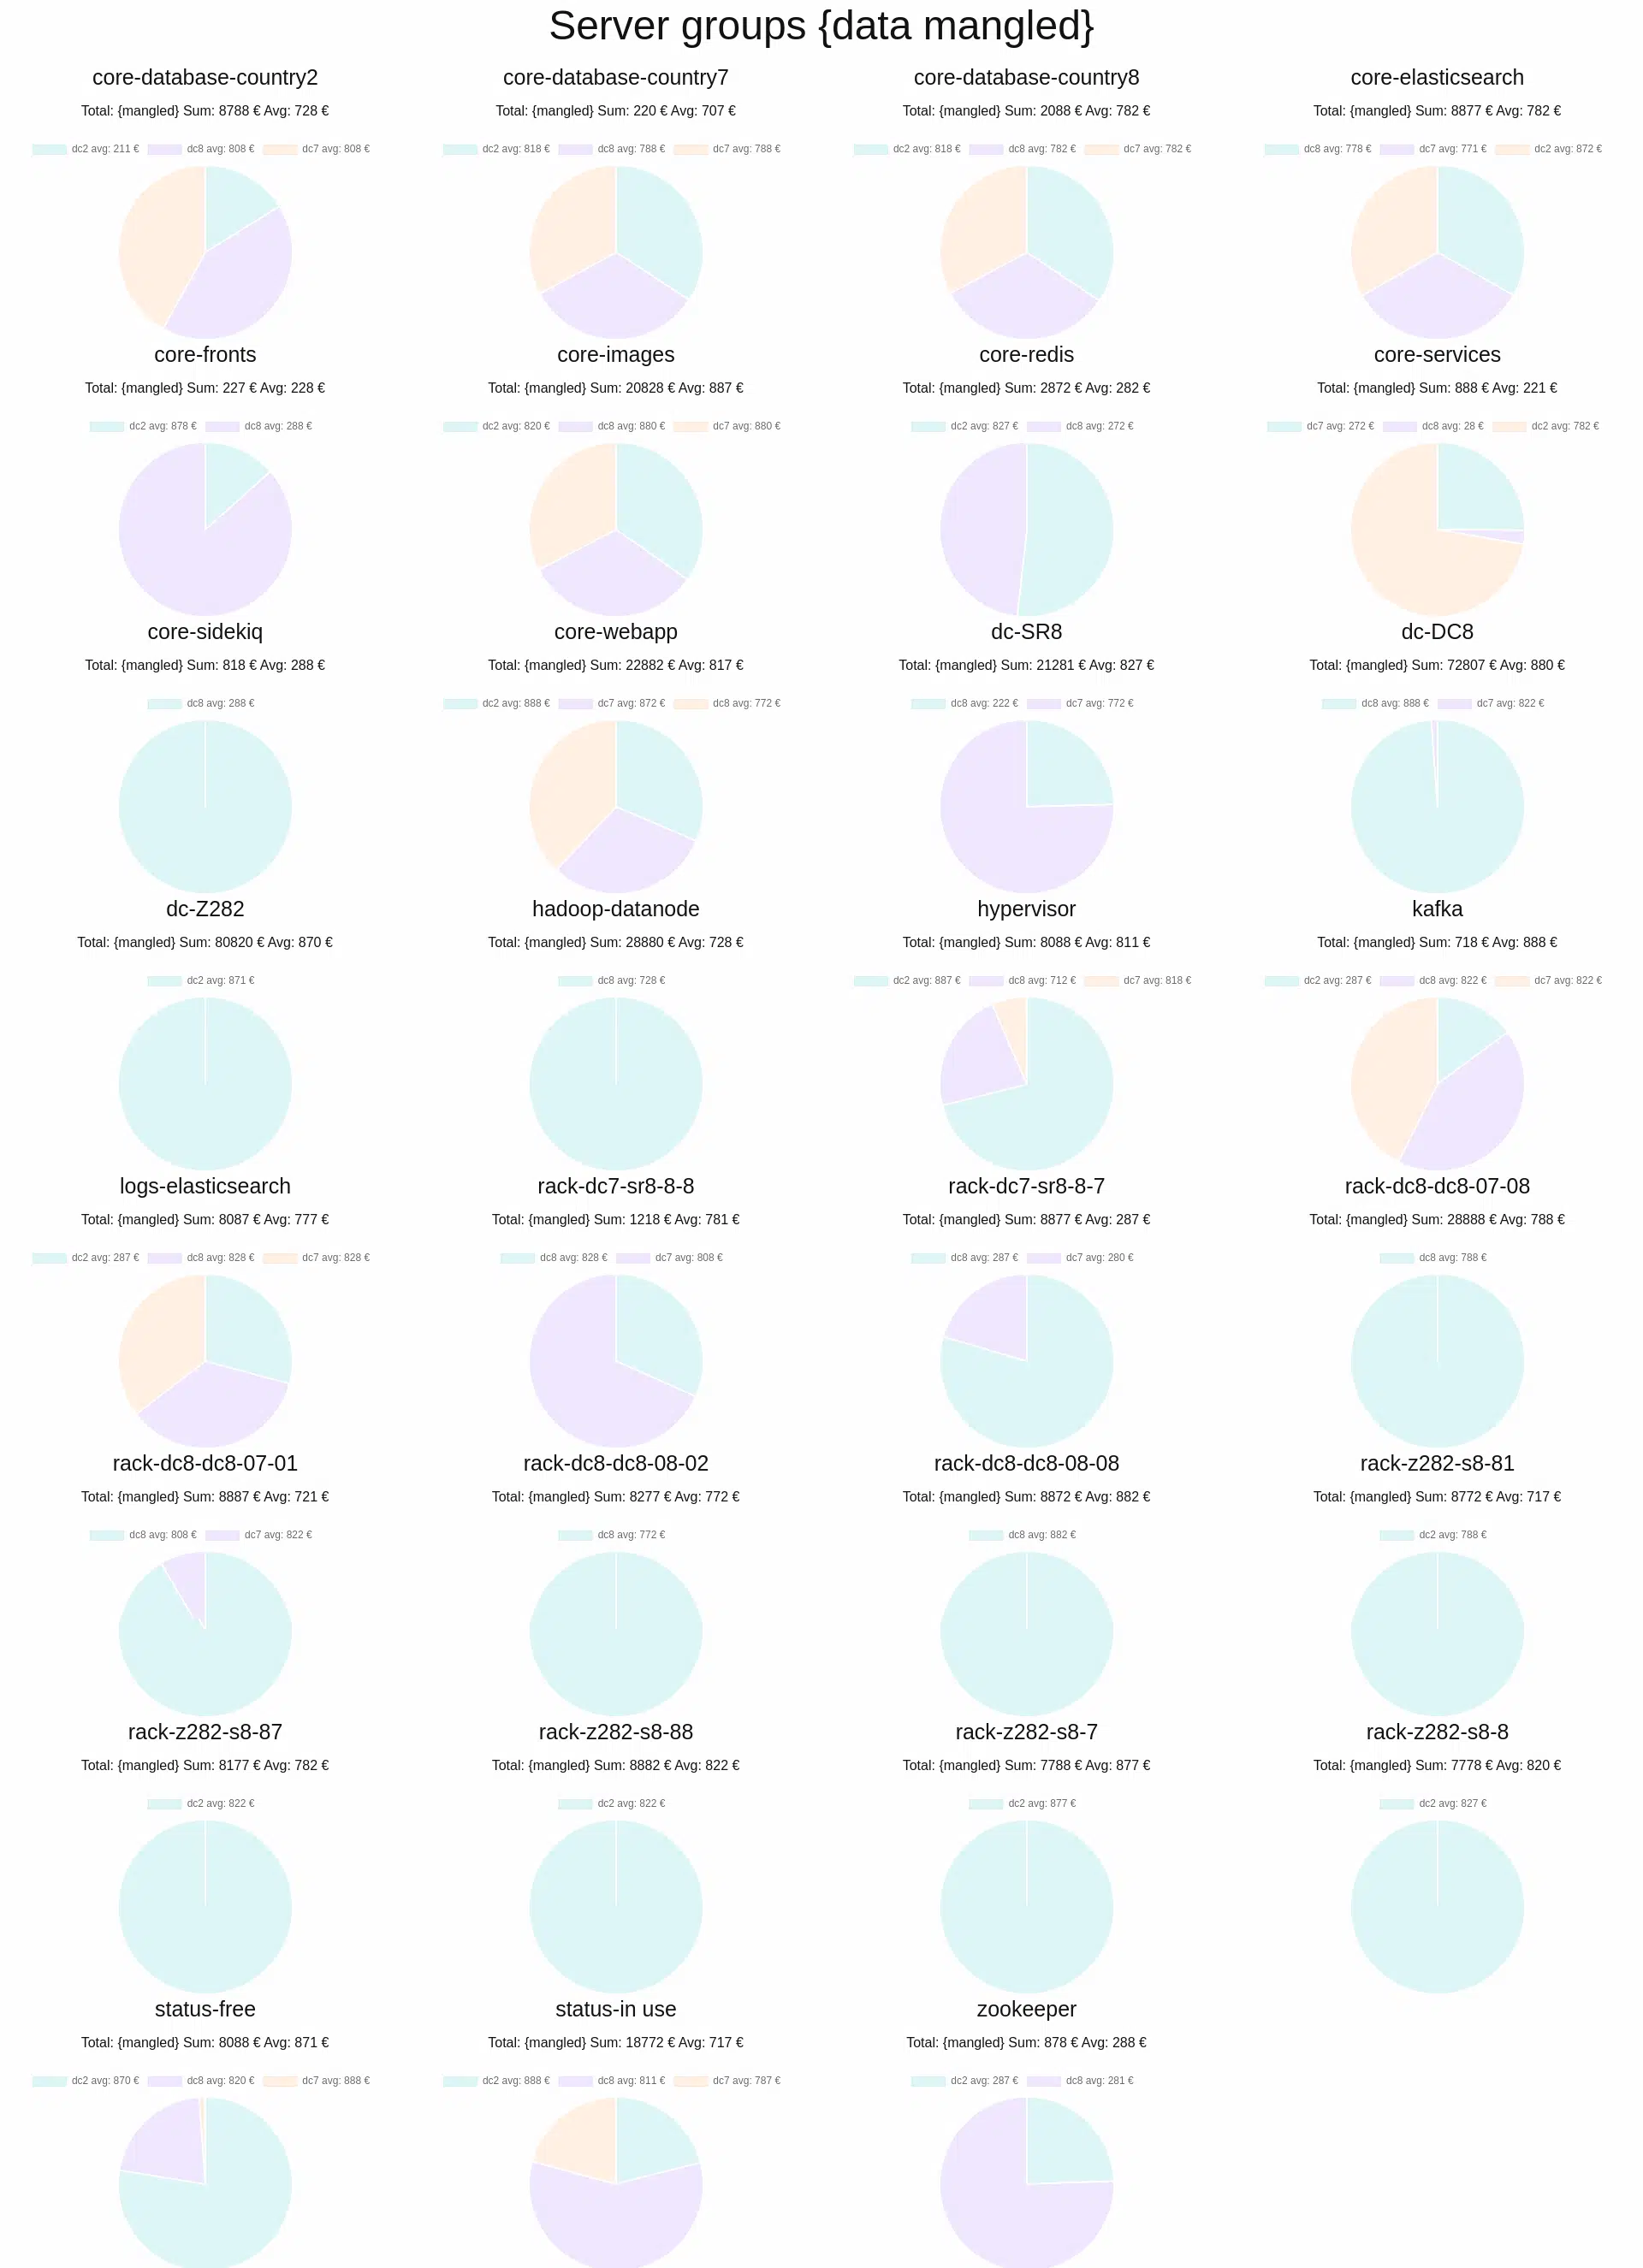 Server groups {data mangled}
core-database-country2
Total: {mangled} Sum: 8788 € Avg: 728 €
dc2 avg: 211 € dc8 avg: 808 € dc7 avg: 808 €
core-database-country7
Total: {mangled} Sum: 220 € Avg: 707 €
dc2 avg: 818 € dc8 avg: 788 € dc7 avg: 788 €
core-database-country8
Total: {mangled} Sum: 2088 € Avg: 782 €
dc2 avg: 818 € dc8 avg: 782 € dc7 avg: 782 €
core-elasticsearch
Total: {mangled} Sum: 8877 € Avg: 782 €
dc8 avg: 778 € dc7 avg: 771 € dc2 avg: 872 €
core-fronts
Total: {mangled} Sum: 227 € Avg: 228 €
dc2 avg: 878 € dc8 avg: 288 €
core-images
Total: {mangled} Sum: 20828 € Avg: 887 €
dc2 avg: 820 € dc8 avg: 880 € dc7 avg: 880 €
core-redis
Total: {mangled} Sum: 2872 € Avg: 282 €
dc2 avg: 827 € dc8 avg: 272 €
core-services
Total: {mangled} Sum: 888 € Avg: 221 €
dc7 avg: 272 € dc8 avg: 28 € dc2 avg: 782 €
core-sidekiq
Total: {mangled} Sum: 818 € Avg: 288 €
dc8 avg: 288 €
core-webapp
Total: {mangled} Sum: 22882 € Avg: 817 €
dc2 avg: 888 € dc7 avg: 872 € dc8 avg: 772 €
dc-SR8
Total: {mangled} Sum: 21281 € Avg: 827 €
dc8 avg: 222 € dc7 avg: 772 €
dc-DC8
Total: {mangled} Sum: 72807 € Avg: 880 €
dc8 avg: 888 € dc7 avg: 822 €
dc-Z282
Total: {mangled} Sum: 80820 € Avg: 870 €
dc2 avg: 871 €
hadoop-datanode
Total: {mangled} Sum: 28880 € Avg: 728 €
dc8 avg: 728 €
hypervisor
Total: {mangled} Sum: 8088 € Avg: 811 €
dc2 avg: 887 € dc8 avg: 712 € dc7 avg: 818 €
kafka
Total: {mangled} Sum: 718 € Avg: 888 €
dc2 avg: 287 € dc8 avg: 822 € dc7 avg: 822 €
logs-elasticsearch
Total: {mangled} Sum: 8087 € Avg: 777 €
dc2 avg: 287 € dc8 avg: 828 € dc7 avg: 828 €
rack-dc7-sr8-8-8
Total: {mangled} Sum: 1218 € Avg: 781 €
dc8 avg: 828 € dc7 avg: 808 €
rack-dc7-sr8-8-7
Total: {mangled} Sum: 8877 € Avg: 287 €
dc8 avg: 287 € dc7 avg: 280 €
rack-dc8-dc8-07-08
Total: {mangled} Sum: 28888 € Avg: 788 €
dc8 avg: 788 €
rack-dc8-dc8-07-01
Total: {mangled} Sum: 8887 € Avg: 721 €
dc8 avg: 808 € dc7 avg: 822 €
rack-dc8-dc8-08-02
Total: {mangled} Sum: 8277 € Avg: 772 €
dc8 avg: 772 €
rack-dc8-dc8-08-08
Total: {mangled} Sum: 8872 € Avg: 882 €
dc8 avg: 882 €
rack-z282-s8-81
Total: {mangled} Sum: 8772 € Avg: 717 €
dc2 avg: 788 €
rack-z282-s8-87
Total: {mangled} Sum: 8177 € Avg: 782 €
dc2 avg: 822 €
rack-z282-s8-88
Total: {mangled} Sum: 8882 € Avg: 822 €
dc2 avg: 822 €
rack-z282-s8-7
Total: {mangled} Sum: 7788 € Avg: 877 €
dc2 avg: 877 €
rack-z282-s8-8
Total: {mangled} Sum: 7778 € Avg: 820 €
dc2 avg: 827 €
status-free
Total: {mangled} Sum: 8088 € Avg: 871 €
dc2 avg: 870 € dc8 avg: 820 € dc7 avg: 888 €
status-in use
Total: {mangled} Sum: 18772 € Avg: 717 €
dc2 avg: 888 € dc8 avg: 811 € dc7 avg: 787 €
zookeeper
Total: {mangled} Sum: 878 € Avg: 288 €
dc2 avg: 287 € dc8 avg: 281 €